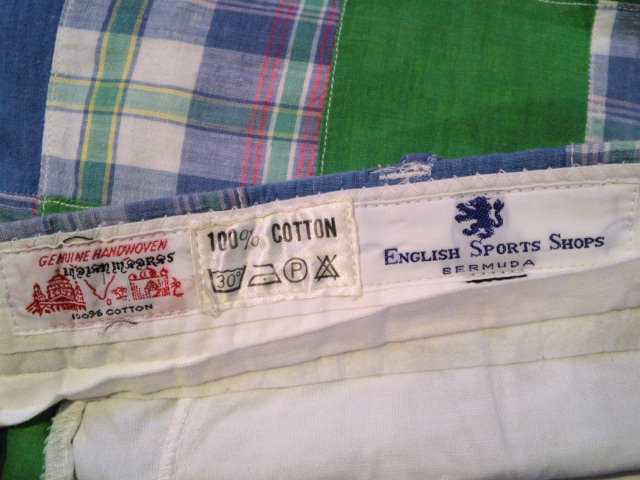 GENUINE HANDWOVEN
100% COTTON
100% COTTON
30°
P
ENGLISH SPORTS SHOPS
BERMUDA